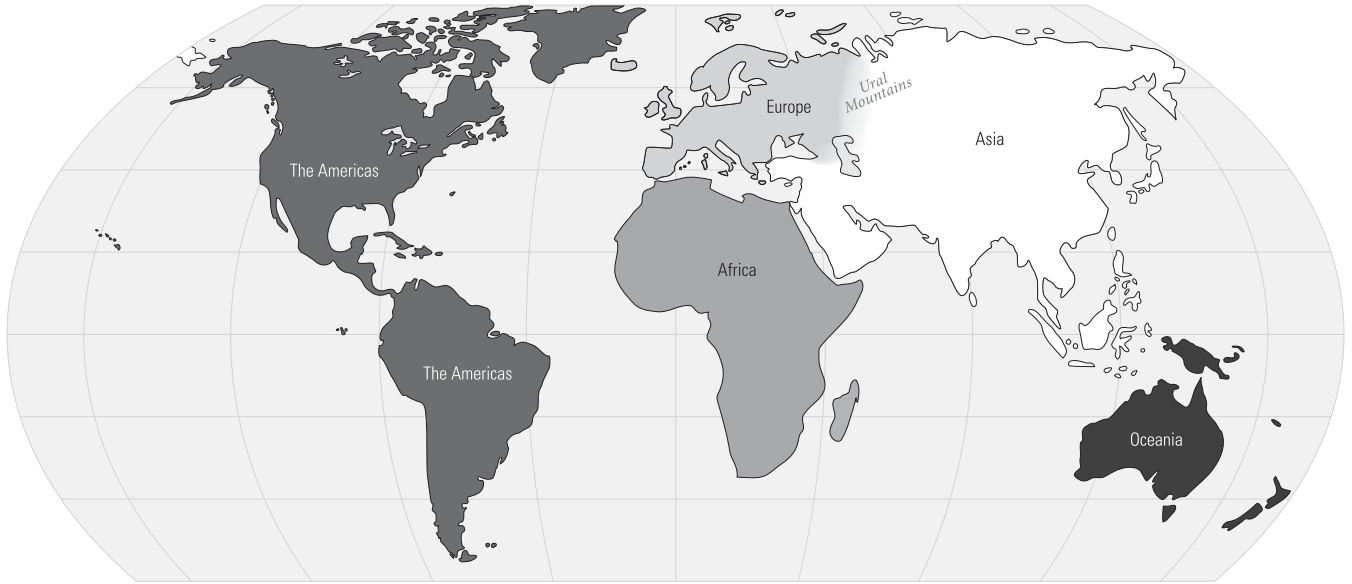 Ural
Mountains
Europe
Asia
The Americas
Africa
The Americas
Oceania